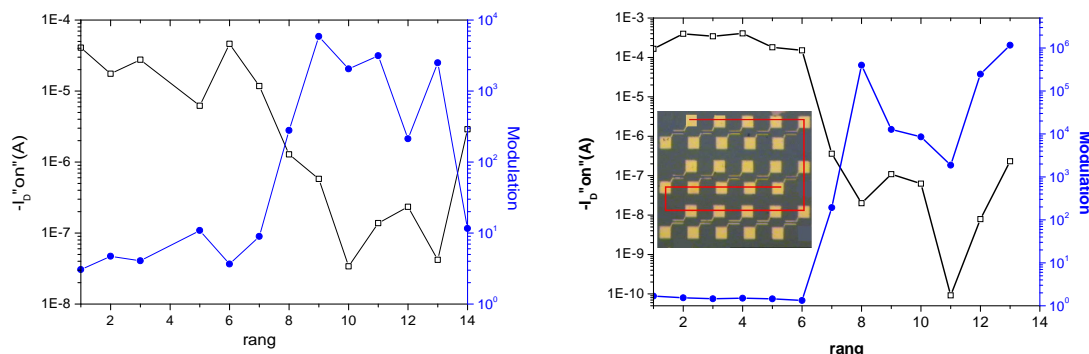 1E-4
1E-5
1E-6
1E-7
1E-8
-I_D"on"(A)
2 4 6 8 10 12 14
rang
10^4
10^3
10^2
10^1
10^0
Modulation
1E-3
1E-4
1E-5
1E-6
1E-7
1E-8
1E-9
1E-10
-I_D"on"(A)
2 4 6 8 10 12 14
rang
10^6
10^5
10^4
10^3
10^2
10^1
10^0
Modulation